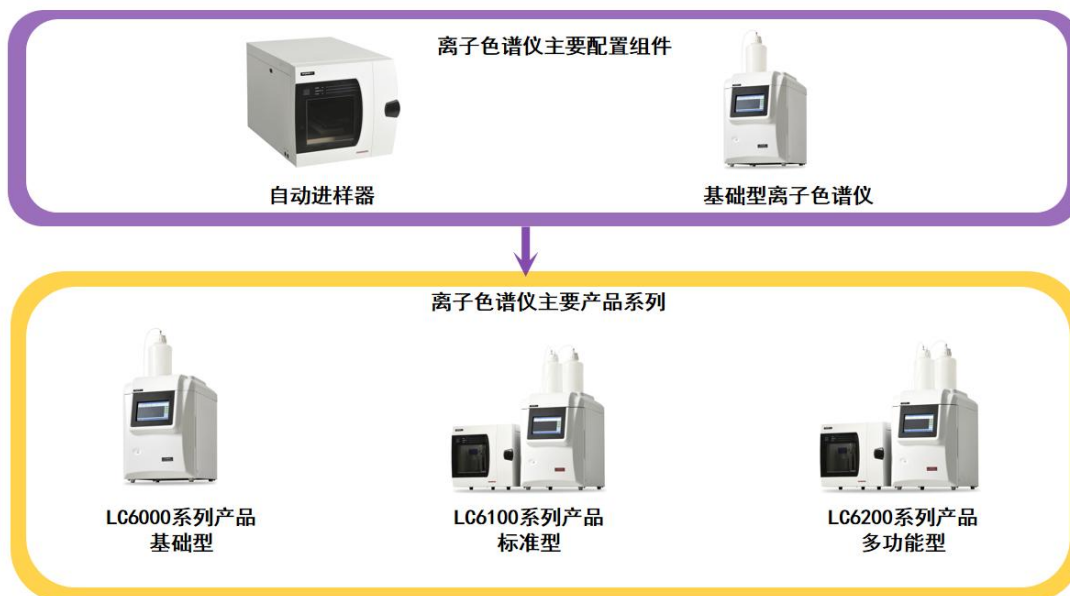 离子色谱仪主要配置组件
自动进样器
基础型离子色谱仪
离子色谱仪主要产品系列
LC6000系列产品
基础型
LC6100系列产品
标准型
LC6200系列产品
多功能型